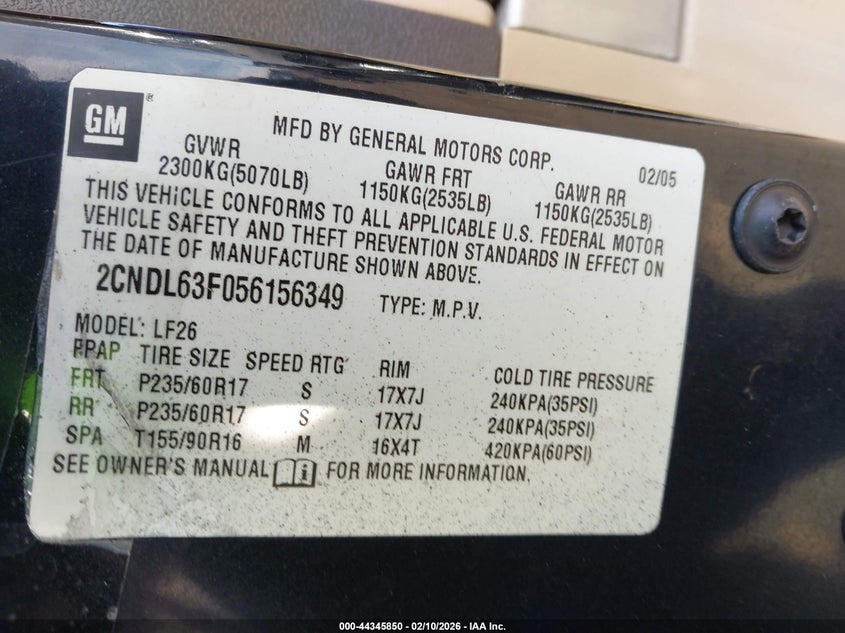 GM
MFD BY GENERAL MOTORS CORP.
02/05
GVWR GAWR FRT GAWR RR
2300KG(5070LB) 1150KG(2535LB) 1150KG(2535LB)
THIS VEHICLE CONFORMS TO ALL APPLICABLE U.S. FEDERAL MOTOR
VEHICLE SAFETY AND THEFT PREVENTION STANDARDS IN EFFECT ON
THE DATE OF MANUFACTURE SHOWN ABOVE.
2CNDL63F056156349 TYPE: M.P.V.
MODEL: LF26
FPAP TIRE SIZE SPEED RTG RIM COLD TIRE PRESSURE
FRT P235/60R17 S 17X7J 240KPA(35PSI)
RR P235/60R17 S 17X7J 240KPA(35PSI)
SPA T155/90R16 M 16X4T 420KPA(60PSI)
SEE OWNER'S MANUAL i FOR MORE INFORMATION.
000-44345850 - 02/10/2026 - IAA Inc.